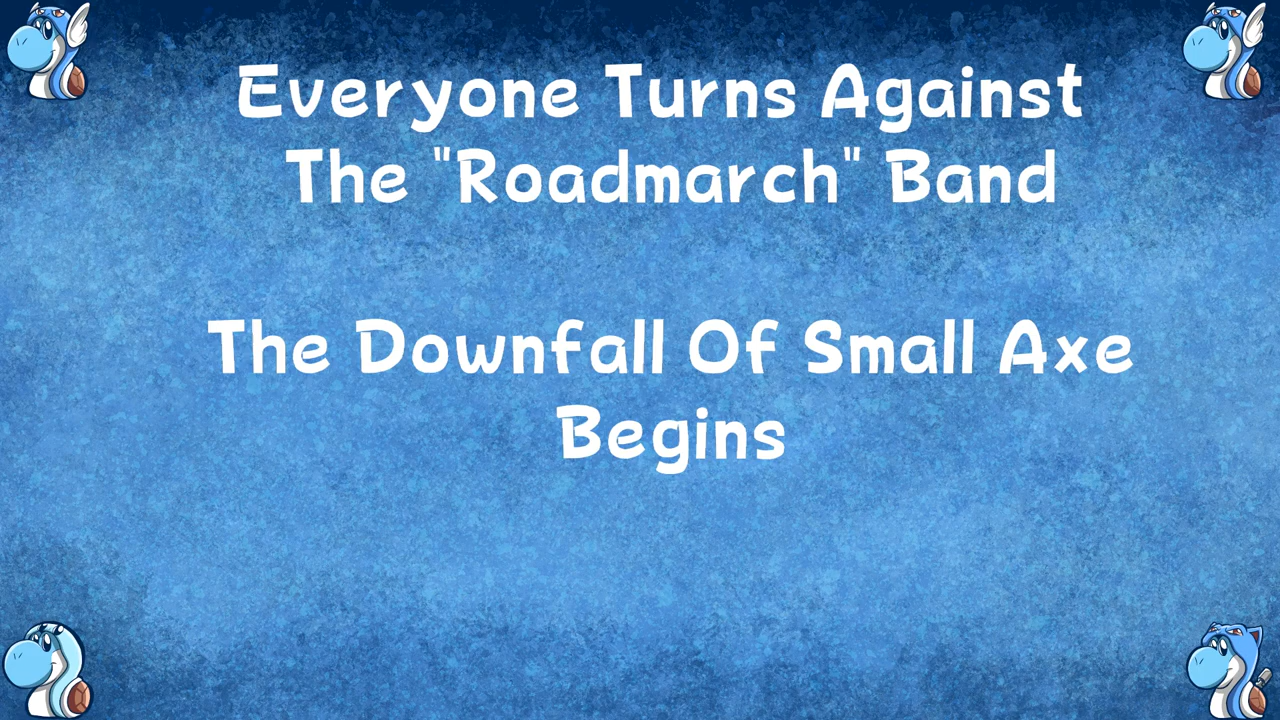 Everyone Turns Against
The "Roadmarch" Band
The Downfall Of Small Axe
Begins